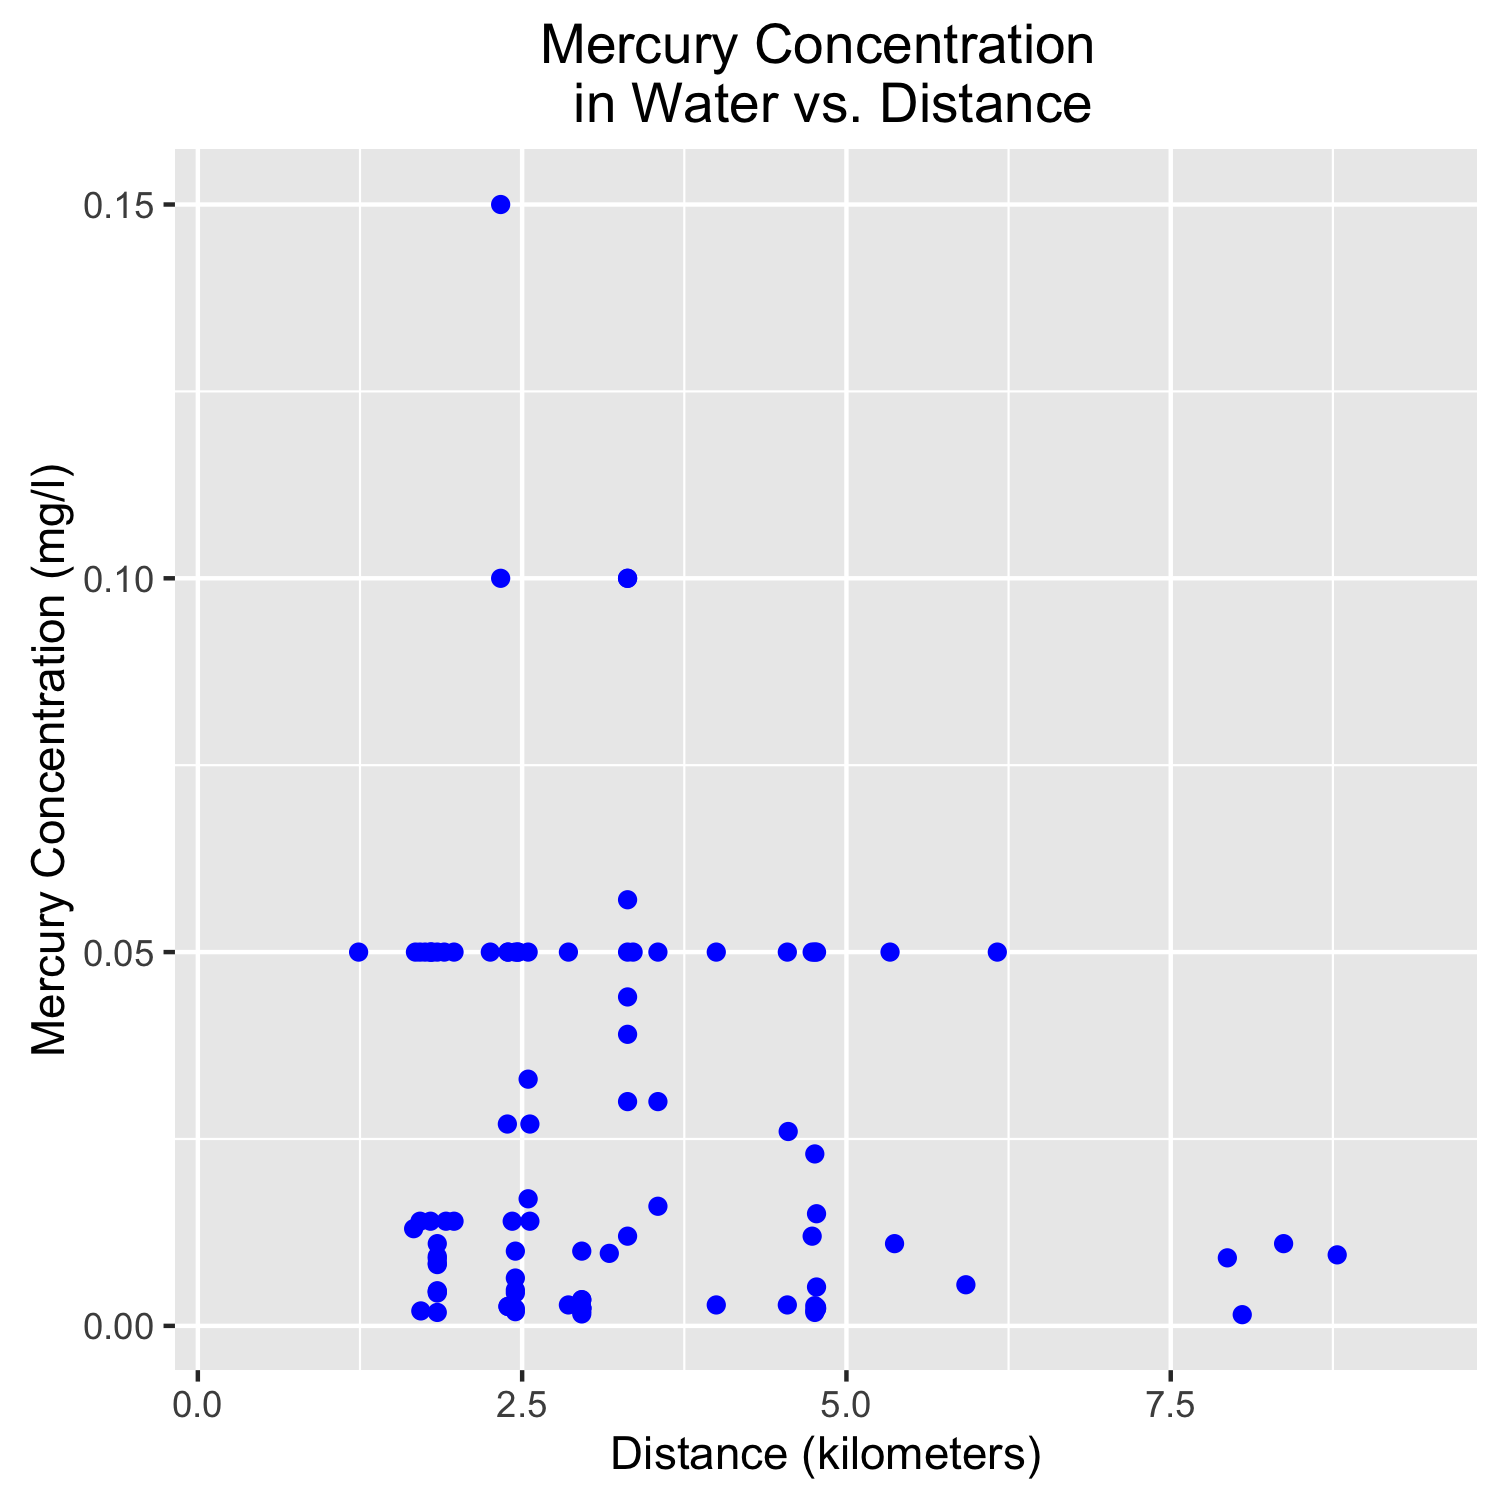 Mercury Concentration
in Water vs. Distance
0.15
0.10
0.05
0.00
Mercury Concentration (mg/l)
0.0 2.5 5.0 7.5
Distance (kilometers)